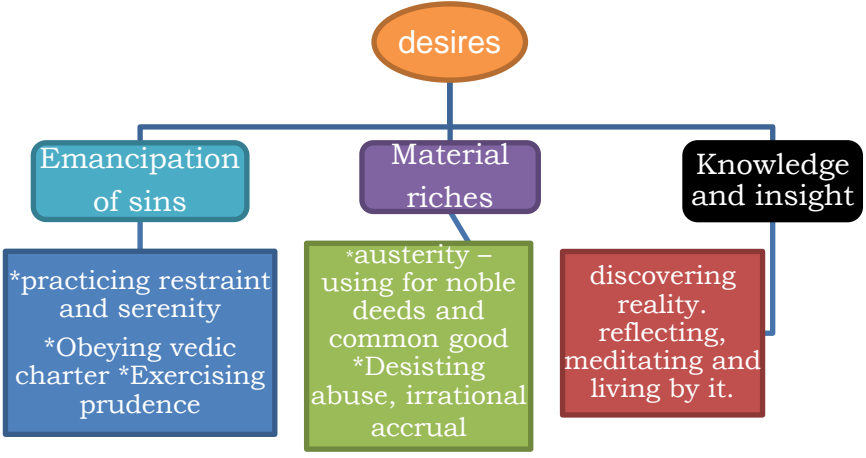 desires
Emancipation
of sins
Material
riches
Knowledge
and insight
*practicing restraint
and serenity
*Obeying vedic
charter *Exercising
prudence
*austerity –
using for noble
deeds and
common good
*Desisting
abuse, irrational
accrual
discovering
reality.
reflecting,
meditating and
living by it.